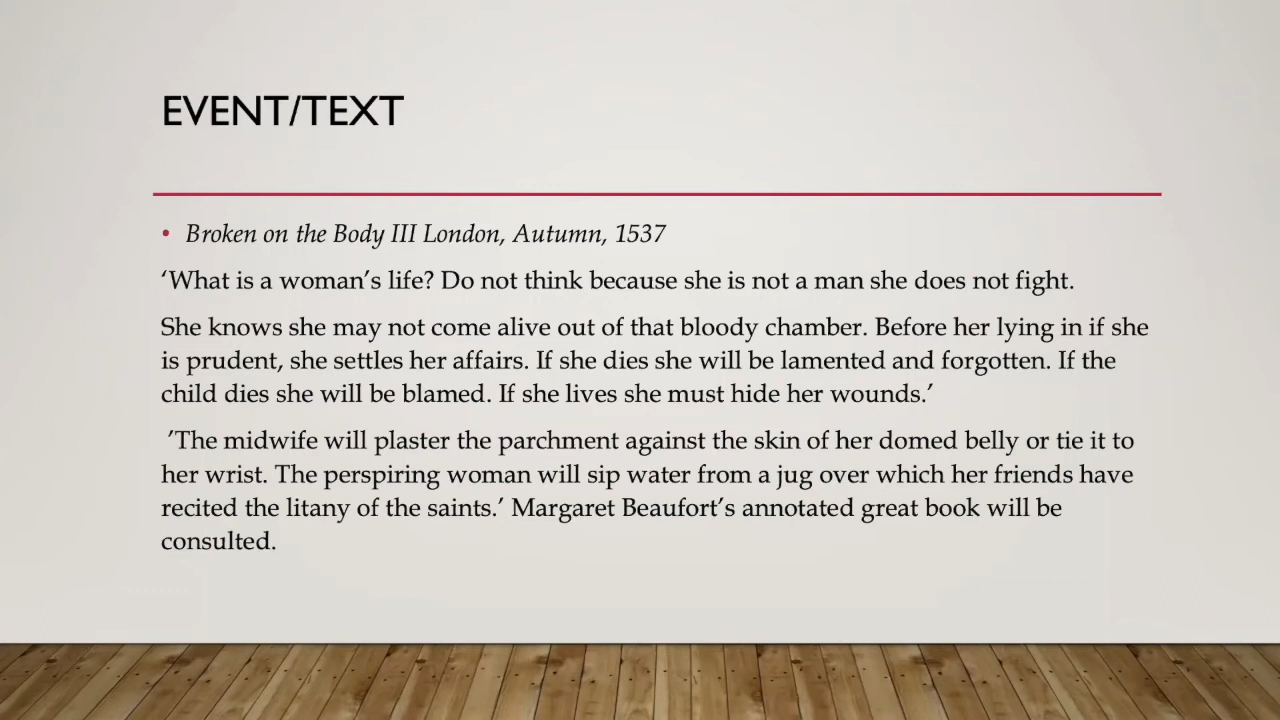 EVENT/TEXT
• Broken on the Body III London, Autumn, 1537
‘What is a woman’s life? Do not think because she is not a man she does not fight.
She knows she may not come alive out of that bloody chamber. Before her lying in if she
is prudent, she settles her affairs. If she dies she will be lamented and forgotten. If the
child dies she will be blamed. If she lives she must hide her wounds.’
’The midwife will plaster the parchment against the skin of her domed belly or tie it to
her wrist. The perspiring woman will sip water from a jug over which her friends have
recited the litany of the saints.’ Margaret Beaufort’s annotated great book will be
consulted.